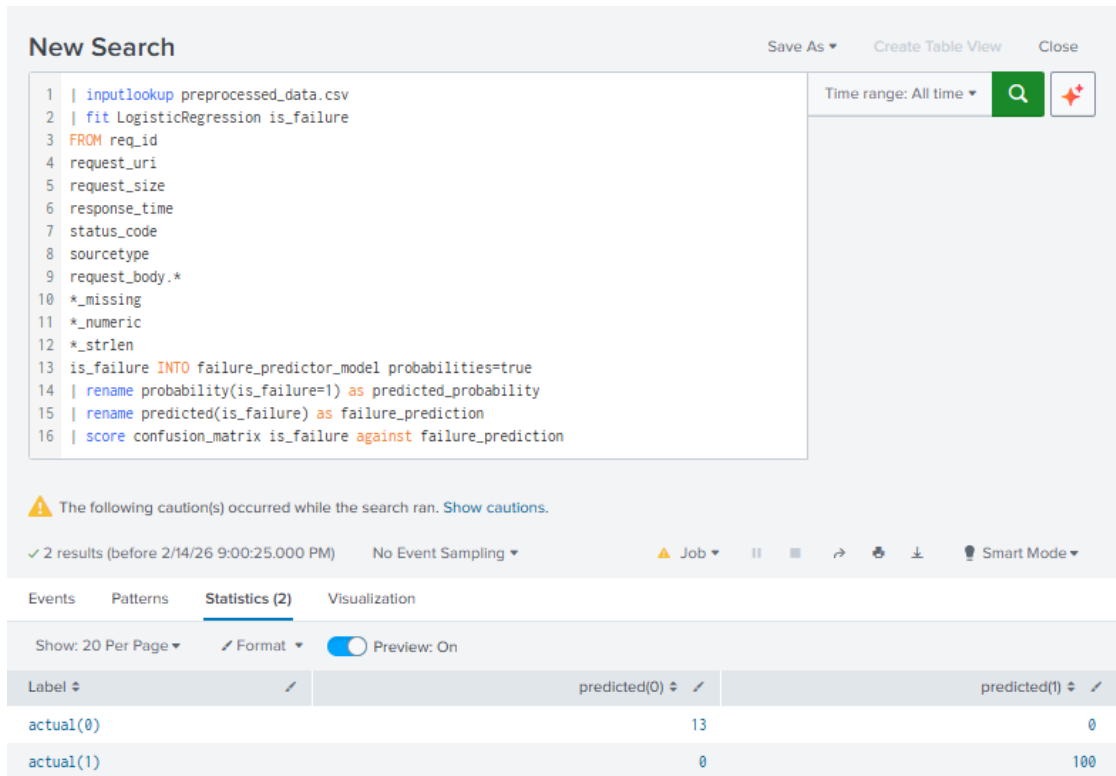 New Search
Save As Create Table View Close
1 | inputlookup preprocessed_data.csv
2 | fit LogisticRegression is_failure
3 FROM req_id
4 request_uri
5 request_size
6 response_time
7 status_code
8 sourcetype
9 request_body.*
10 *_missing
11 *_numeric
12 *_strlen
13 is_failure INTO failure_predictor_model probabilities=true
14 | rename probability(is_failure=1) as predicted_probability
15 | rename predicted(is_failure) as failure_prediction
16 | score confusion_matrix is_failure against failure_prediction
Time range: All time
The following caution(s) occurred while the search ran. Show cautions.
2 results (before 2/14/26 9:00:25.000 PM) No Event Sampling Job Smart Mode
Events Patterns Statistics (2) Visualization
Show: 20 Per Page Format Preview: On
Label predicted(0) predicted(1)
actual(0) 13 0
actual(1) 0 100